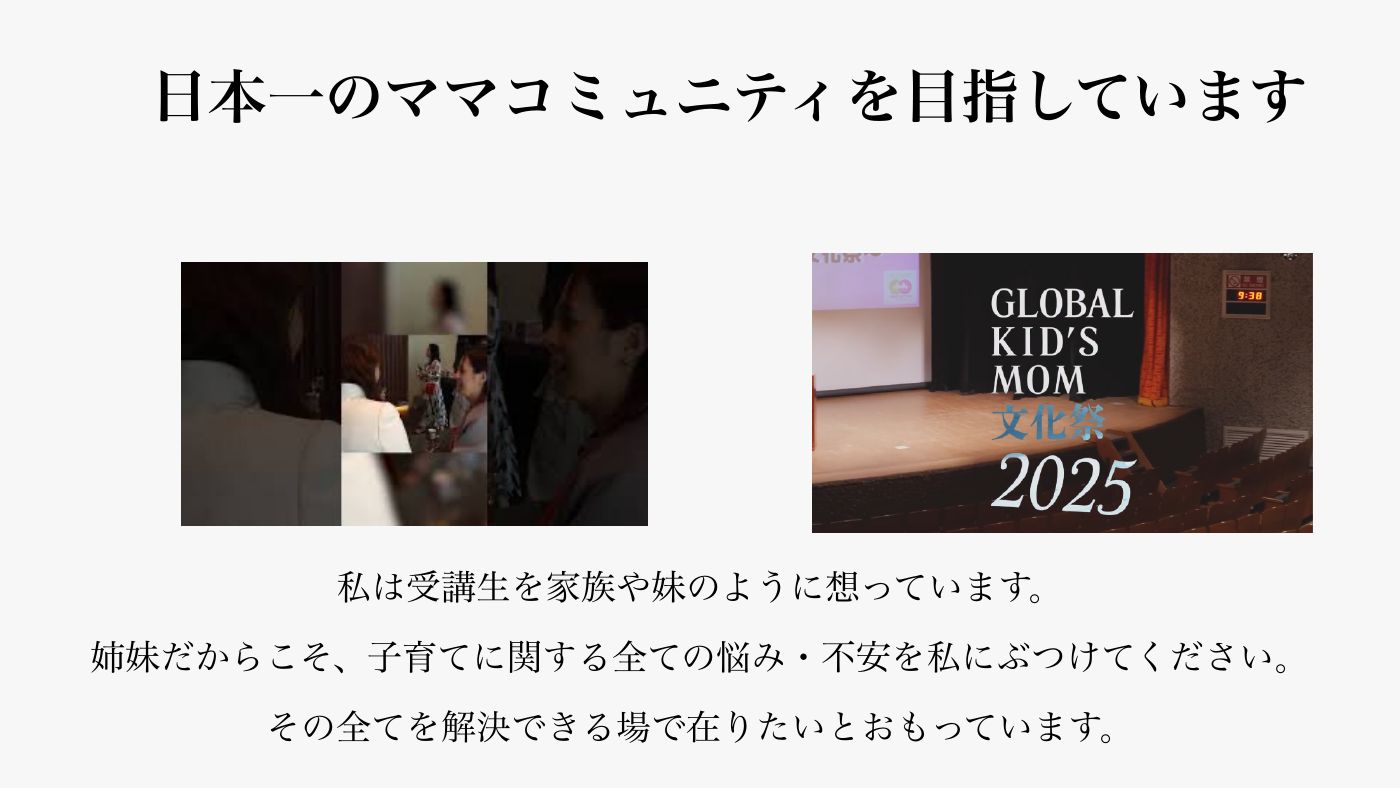 日本一のママコミュニティを目指しています
文化祭
9:38
GLOBAL
KID'S
MOM
文化祭
2025
私は受講生を家族や妹のように想っています。
姉妹だからこそ、子育てに関する全ての悩み・不安を私にぶつけてください。
その全てを解決できる場で在りたいとおもっています。